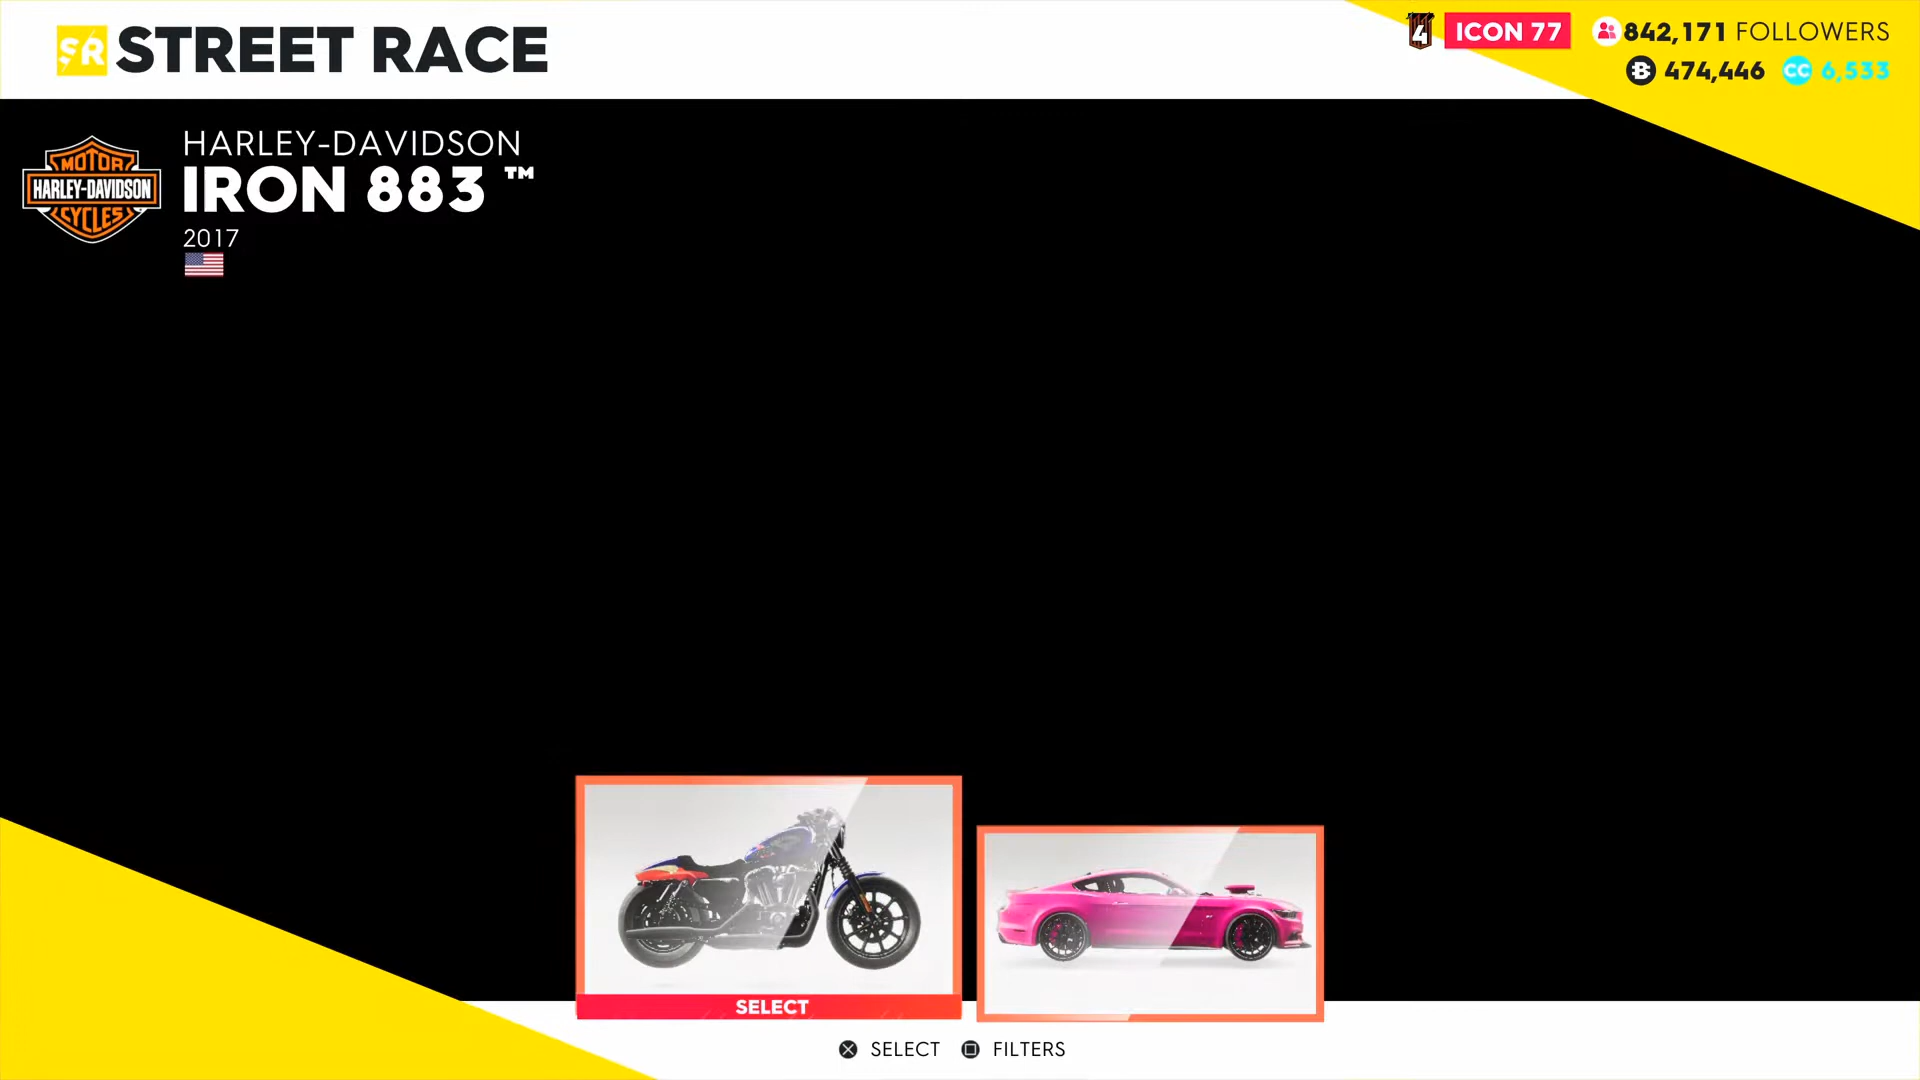 SR STREET RACE
4 ICON 77 842,171 FOLLOWERS
474,446 CC 6,533
MOTOR
HARLEY-DAVIDSON
CYCLES
HARLEY-DAVIDSON
IRON 883 ™
2017
SELECT
SELECT FILTERS